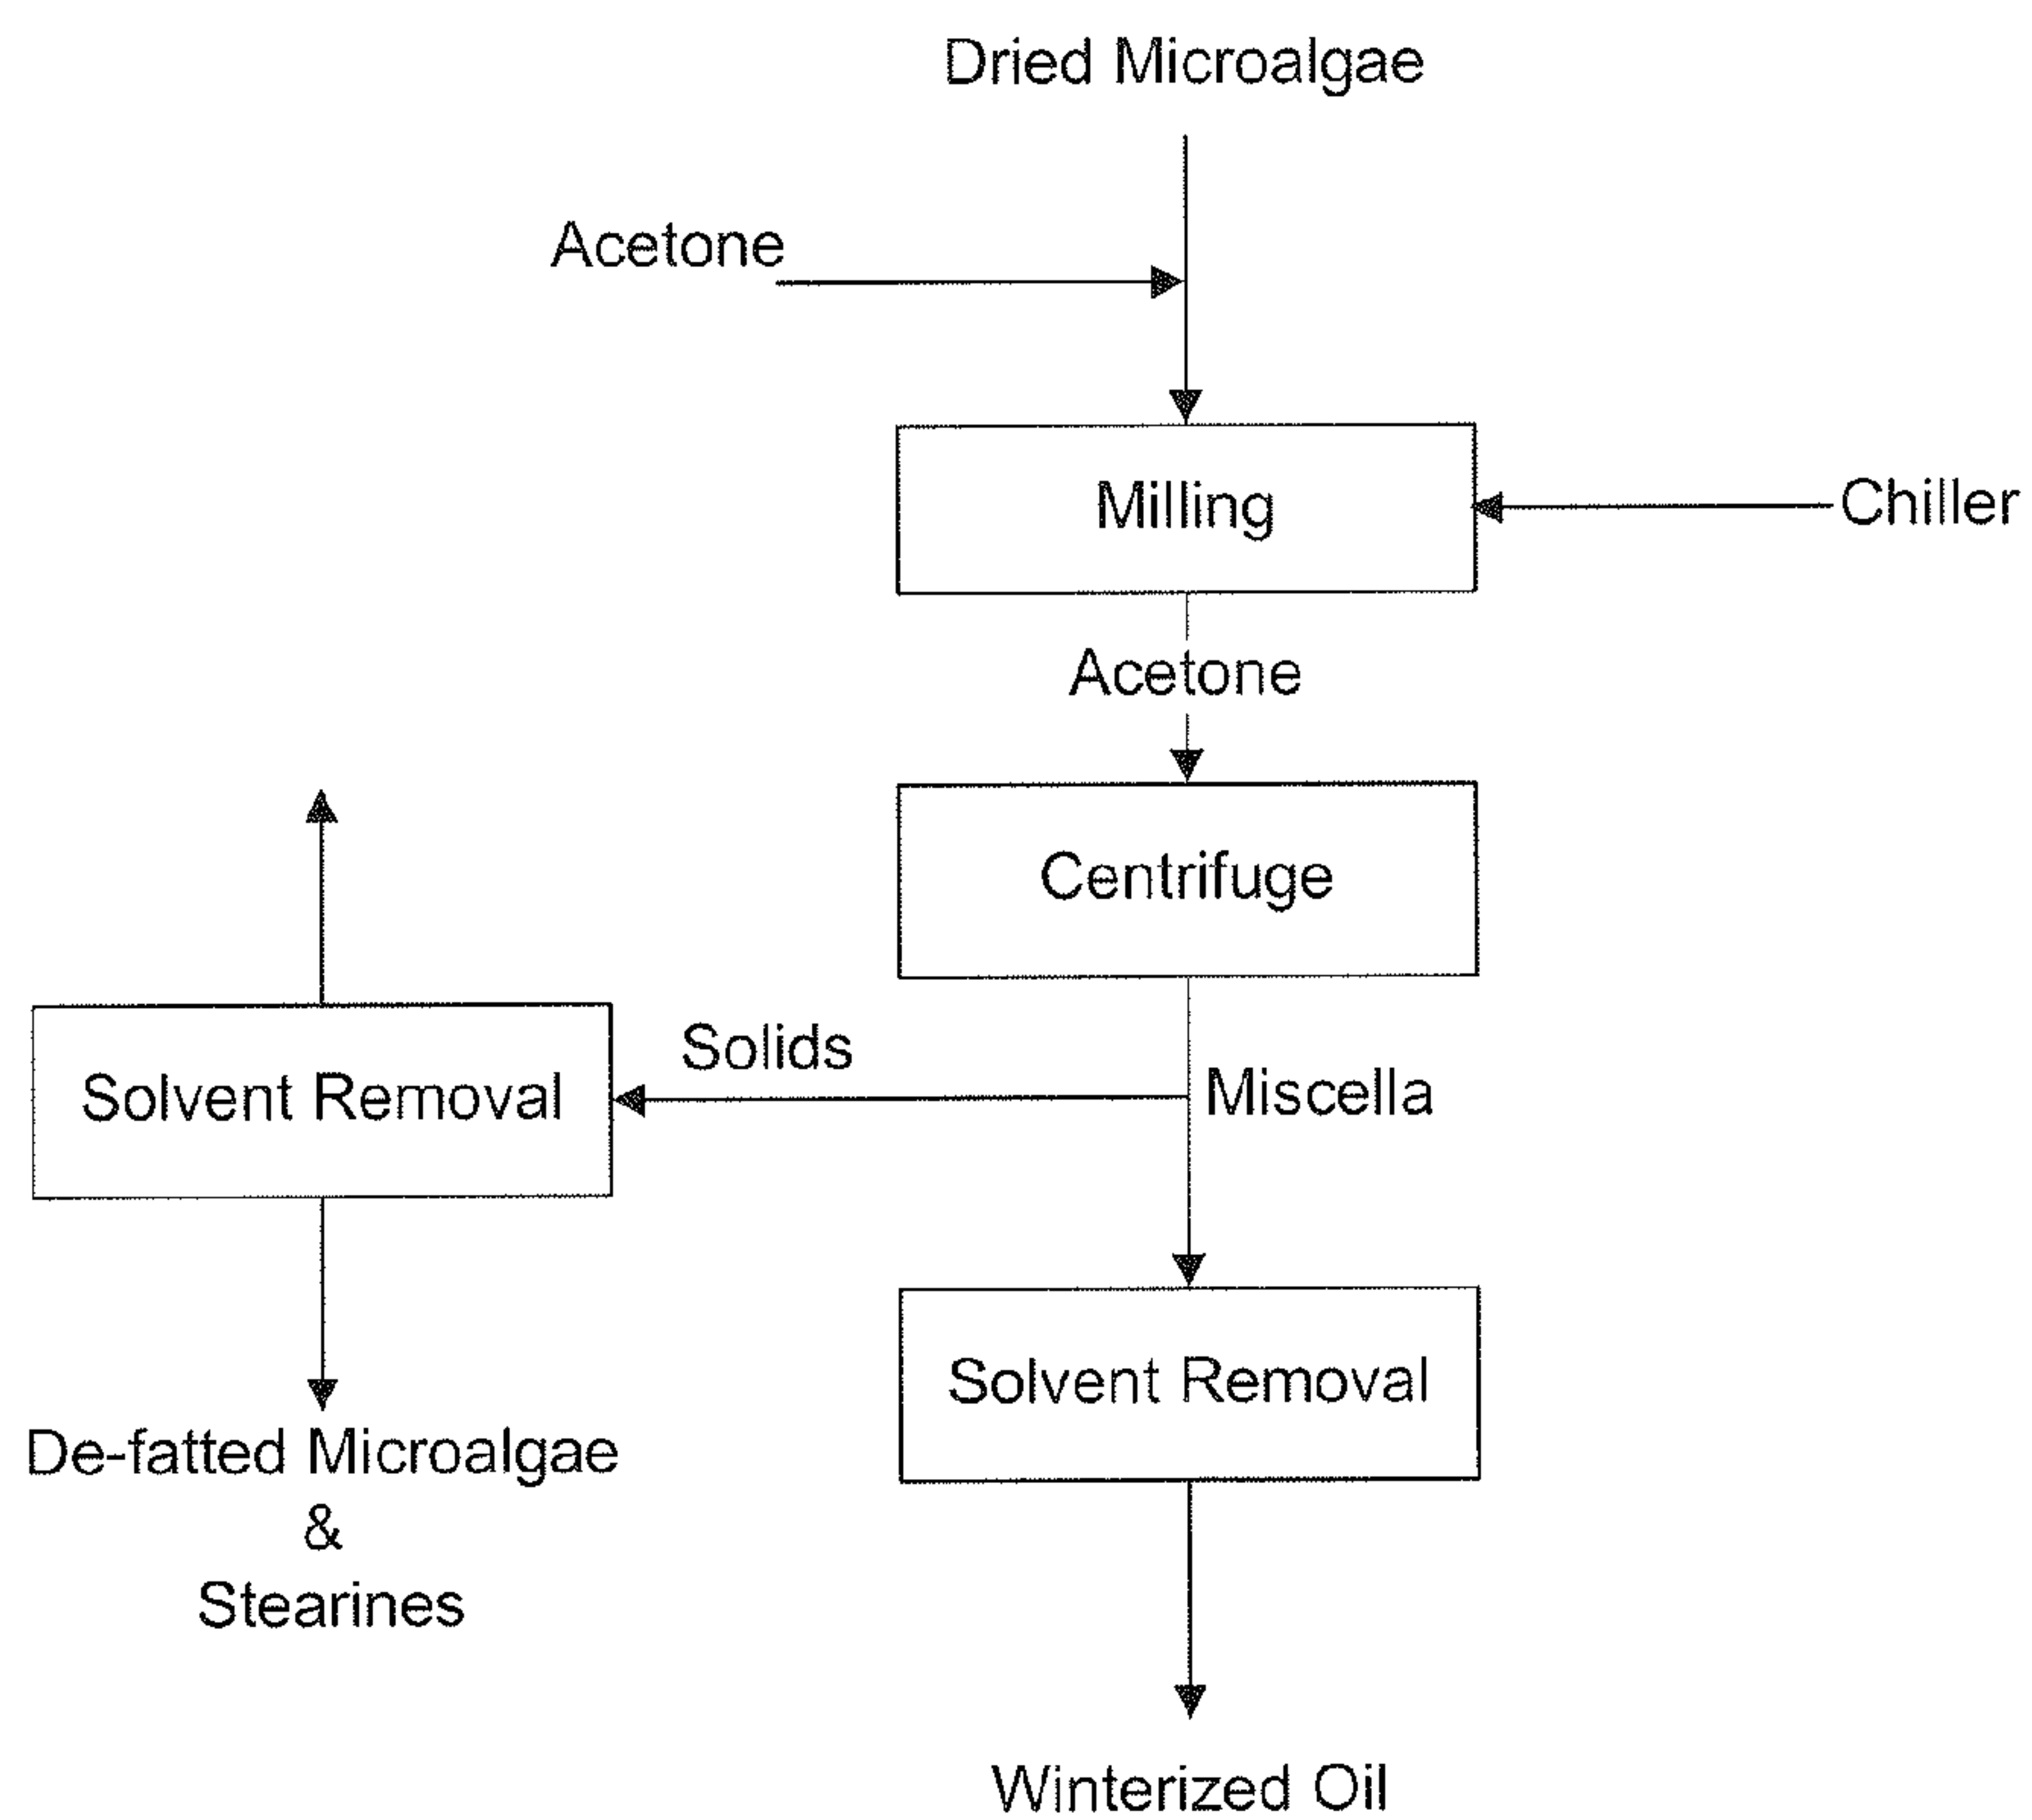 Dried Microalgae
Acetone
Milling
Chiller
Acetone
Centrifuge
Solids
Miscella
Solvent Removal
Solvent Removal
De-fatted Microalgae
&
Stearines
Winterized Oil